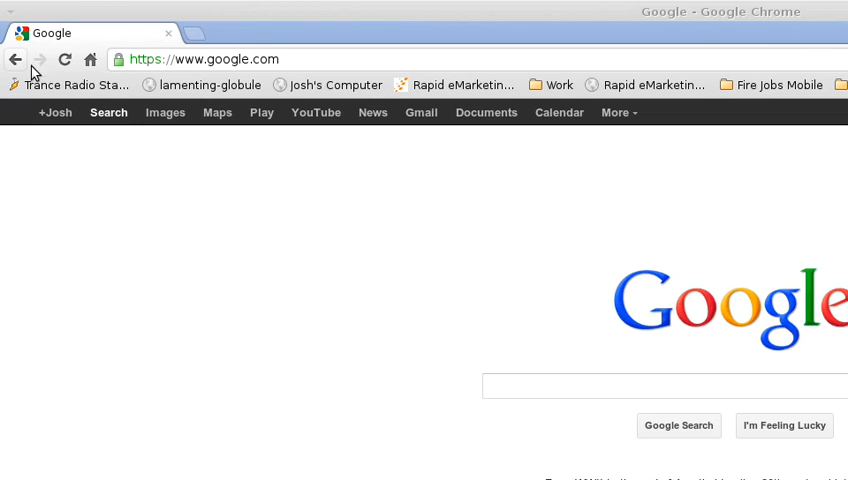 Google - Google Chrome
Google
https://www.google.com
Trance Radio Sta... lamenting-globule Josh's Computer Rapid eMarketin... Work Rapid eMarketin... Fire Jobs Mobile
+Josh Search Images Maps Play YouTube News Gmail Documents Calendar More
Google
Google Search I'm Feeling Lucky